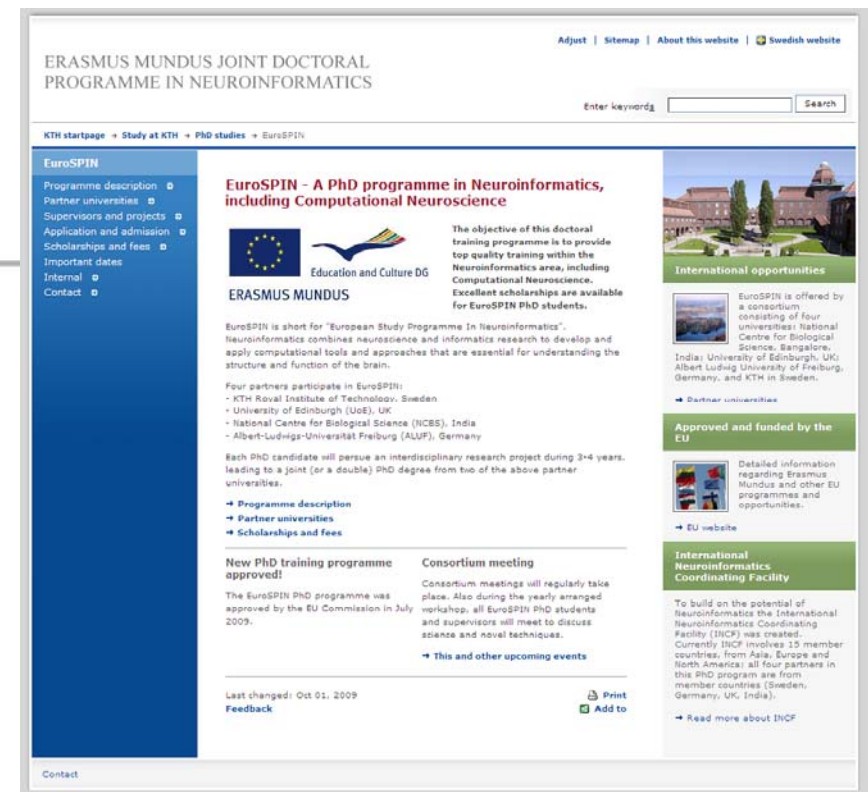 Adjust | Sitemap | About this website | Swedish website
ERASMUS MUNDUS JOINT DOCTORAL
PROGRAMME IN NEUROINFORMATICS
Enter keywords
Search
KTH startpage → Study at KTH → PhD studies → EuroSPIN
EuroSPIN
Programme description
Partner universities
Supervisors and projects
Application and admission
Scholarships and fees
Important dates
Internal
Contact
EuroSPIN - A PhD programme in Neuroinformatics,
including Computational Neuroscience
Education and Culture DG
ERASMUS MUNDUS
The objective of this doctoral
training programme is to provide
top quality training within the
Neuroinformatics area, including
Computational Neuroscience.
Excellent scholarships are available
for EuroSPIN PhD students.
EuroSPIN is short for "European Study Programme In Neuroinformatics".
Neuroinformatics combines neuroscience and informatics research to develop and
apply computational tools and approaches that are essential for understanding the
structure and function of the brain.
Four partners participate in EuroSPIN:
- KTH Royal Institute of Technology, Sweden
- University of Edinburgh (UoE), UK
- National Centre for Biological Science (NCBS), India
- Albert-Ludwigs-Universität Freiburg (ALUF), Germany
Each PhD candidate will persue an interdisciplinary research project during 3-4 years,
leading to a joint (or a double) PhD degree from two of the above partner
universities.
→ Programme description
→ Partner universities
→ Scholarships and fees
New PhD training programme
approved!
The EuroSPIN PhD programme was
approved by the EU Commission in July
2009.
Consortium meeting
Consortium meetings will regularly take
place. Also during the yearly arranged
workshop, all EuroSPIN PhD students
and supervisors will meet to discuss
science and novel techniques.
→ This and other upcoming events
Last changed: Oct 01, 2009
Feedback
Print
Add to
International opportunities
EuroSPIN is offered by
a consortium
consisting of four
universities: National
Centre for Biological
Science, Bangalore,
India; University of Edinburgh, UK;
Albert Ludwig University of Freiburg,
Germany, and KTH in Sweden.
→ Partner universities
Approved and funded by the
EU
Detailed information
regarding Erasmus
Mundus and other EU
programmes and
opportunities.
→ EU website
International
Neuroinformatics
Coordinating Facility
To build on the potential of
Neuroinformatics the International
Neuroinformatics Coordinating
Facility (INCF) was created.
Currently INCF involves 15 member
countries, from Asia, Europe and
North America; all four partners in
this PhD program are from
member countries (Sweden,
Germany, UK, India).
→ Read more about INCF
Contact